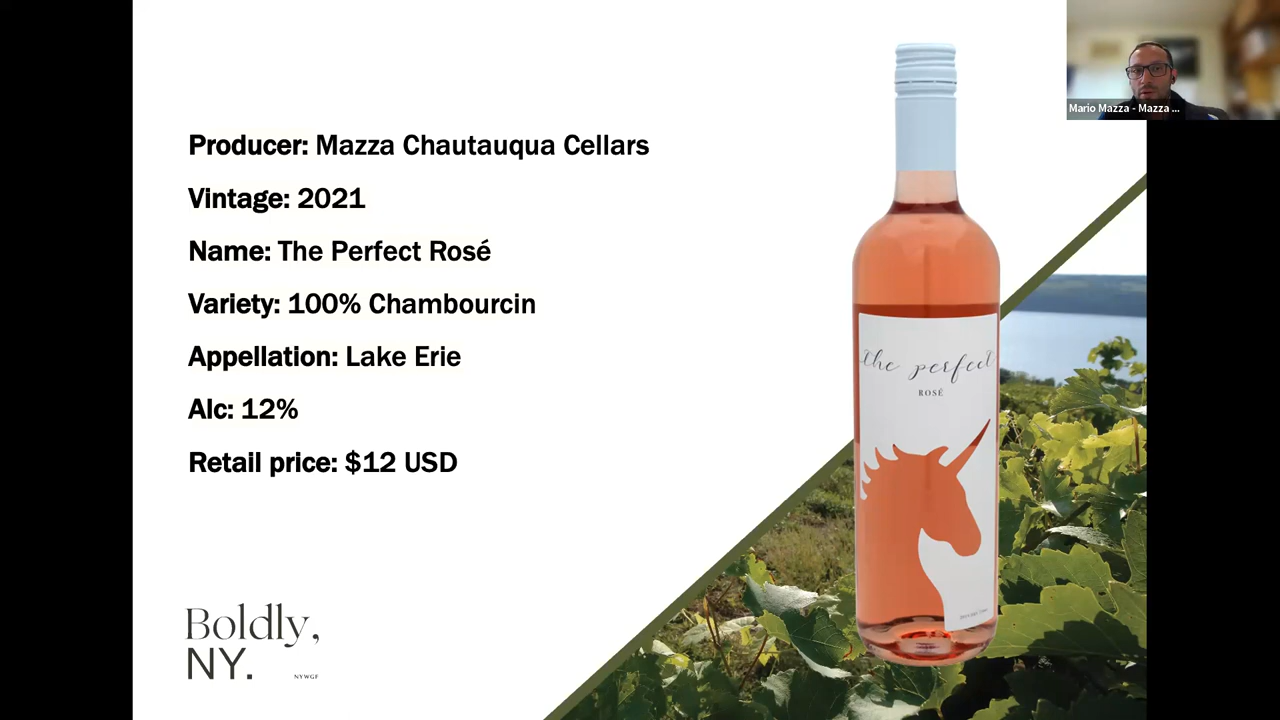 Mario Mazza - Mazza ...
Producer: Mazza Chautauqua Cellars
Vintage: 2021
Name: The Perfect Rosé
Variety: 100% Chambourcin
Appellation: Lake Erie
Alc: 12%
Retail price: $12 USD
the perfect
ROSÉ
Boldly,
NY.
NYWGF